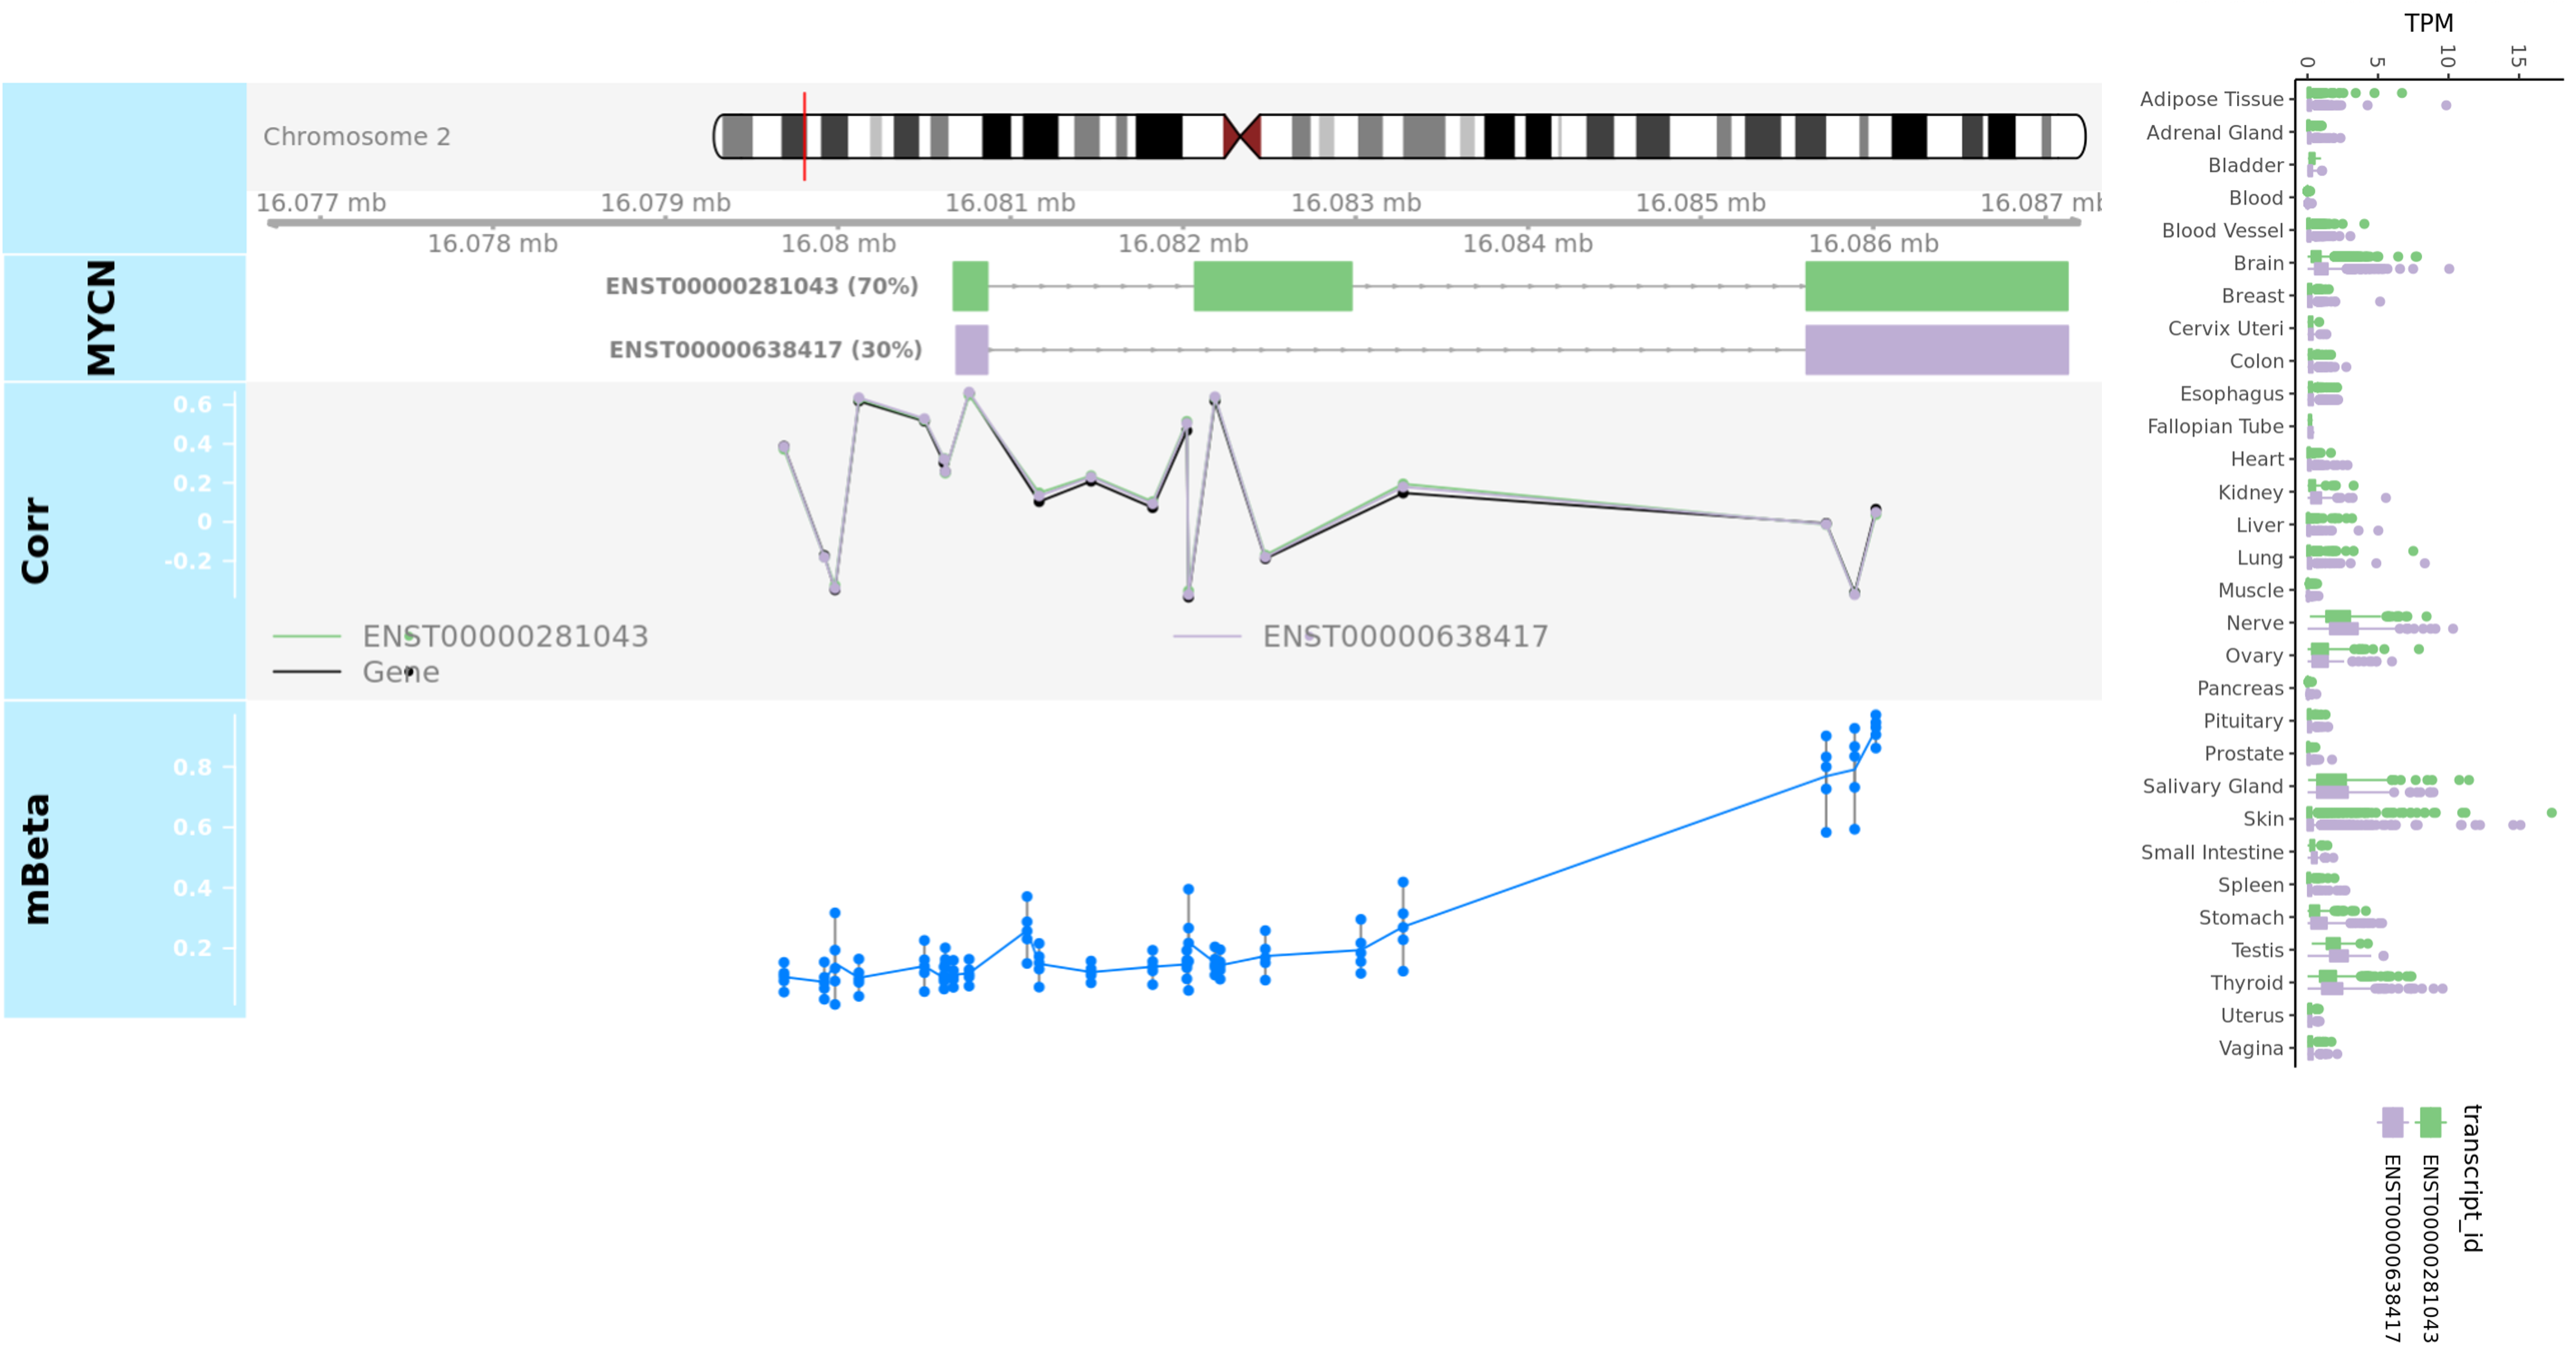 TPM
0 5 10 15
Chromosome 2
16.077 mb 16.079 mb 16.081 mb 16.083 mb 16.085 mb 16.087 mb
16.078 mb 16.08 mb 16.082 mb 16.084 mb 16.086 mb
MYCN
ENST00000281043 (70%)
ENST00000638417 (30%)
Corr
0.6
0.4
0.2
0
-0.2
ENST00000281043 ENST00000638417
Gene
mBeta
0.8
0.6
0.4
0.2
Adipose Tissue
Adrenal Gland
Bladder
Blood
Blood Vessel
Brain
Breast
Cervix Uteri
Colon
Esophagus
Fallopian Tube
Heart
Kidney
Liver
Lung
Muscle
Nerve
Ovary
Pancreas
Pituitary
Prostate
Salivary Gland
Skin
Small Intestine
Spleen
Stomach
Testis
Thyroid
Uterus
Vagina
transcript_id
ENST00000281043
ENST00000638417